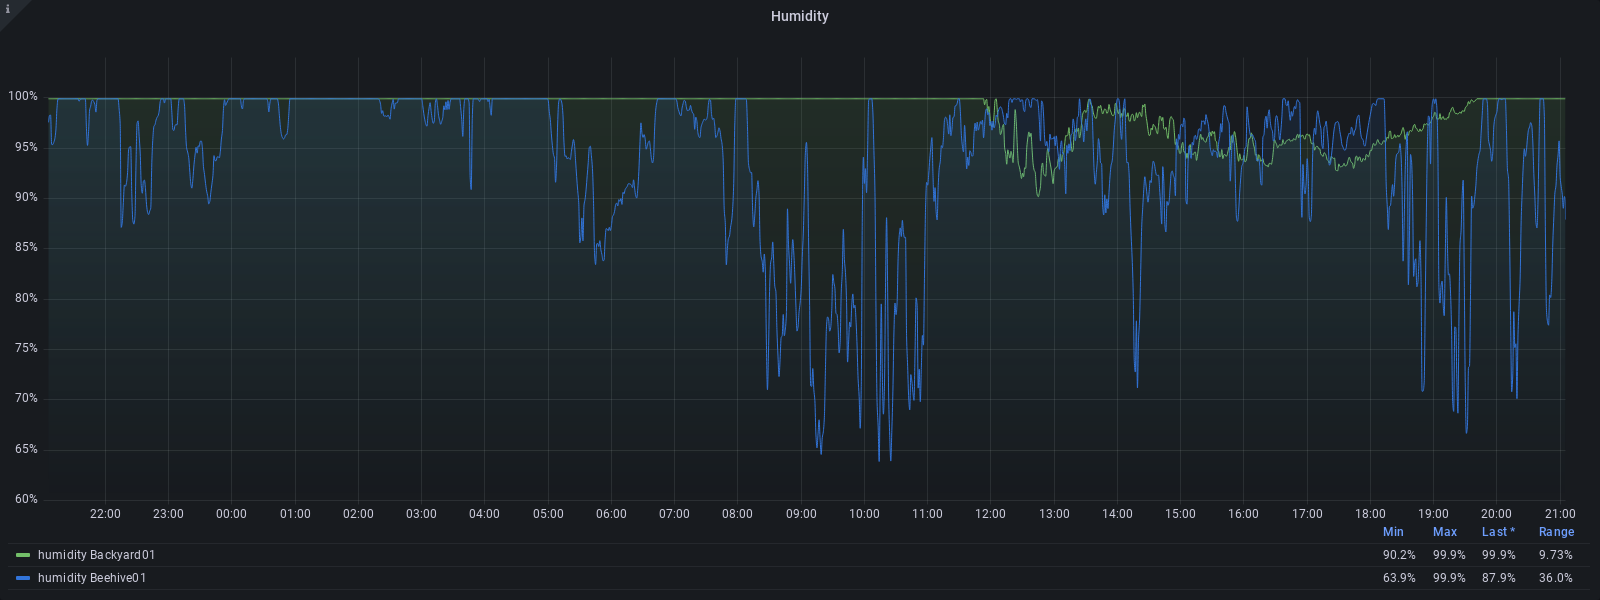 i
Humidity
100%
95%
90%
85%
80%
75%
70%
65%
60%
22:00 23:00 00:00 01:00 02:00 03:00 04:00 05:00 06:00 07:00 08:00 09:00 10:00 11:00 12:00 13:00 14:00 15:00 16:00 17:00 18:00 19:00 20:00 21:00
Min Max Last * Range
humidity Backyard01 90.2% 99.9% 99.9% 9.73%
humidity Beehive01 63.9% 99.9% 87.9% 36.0%